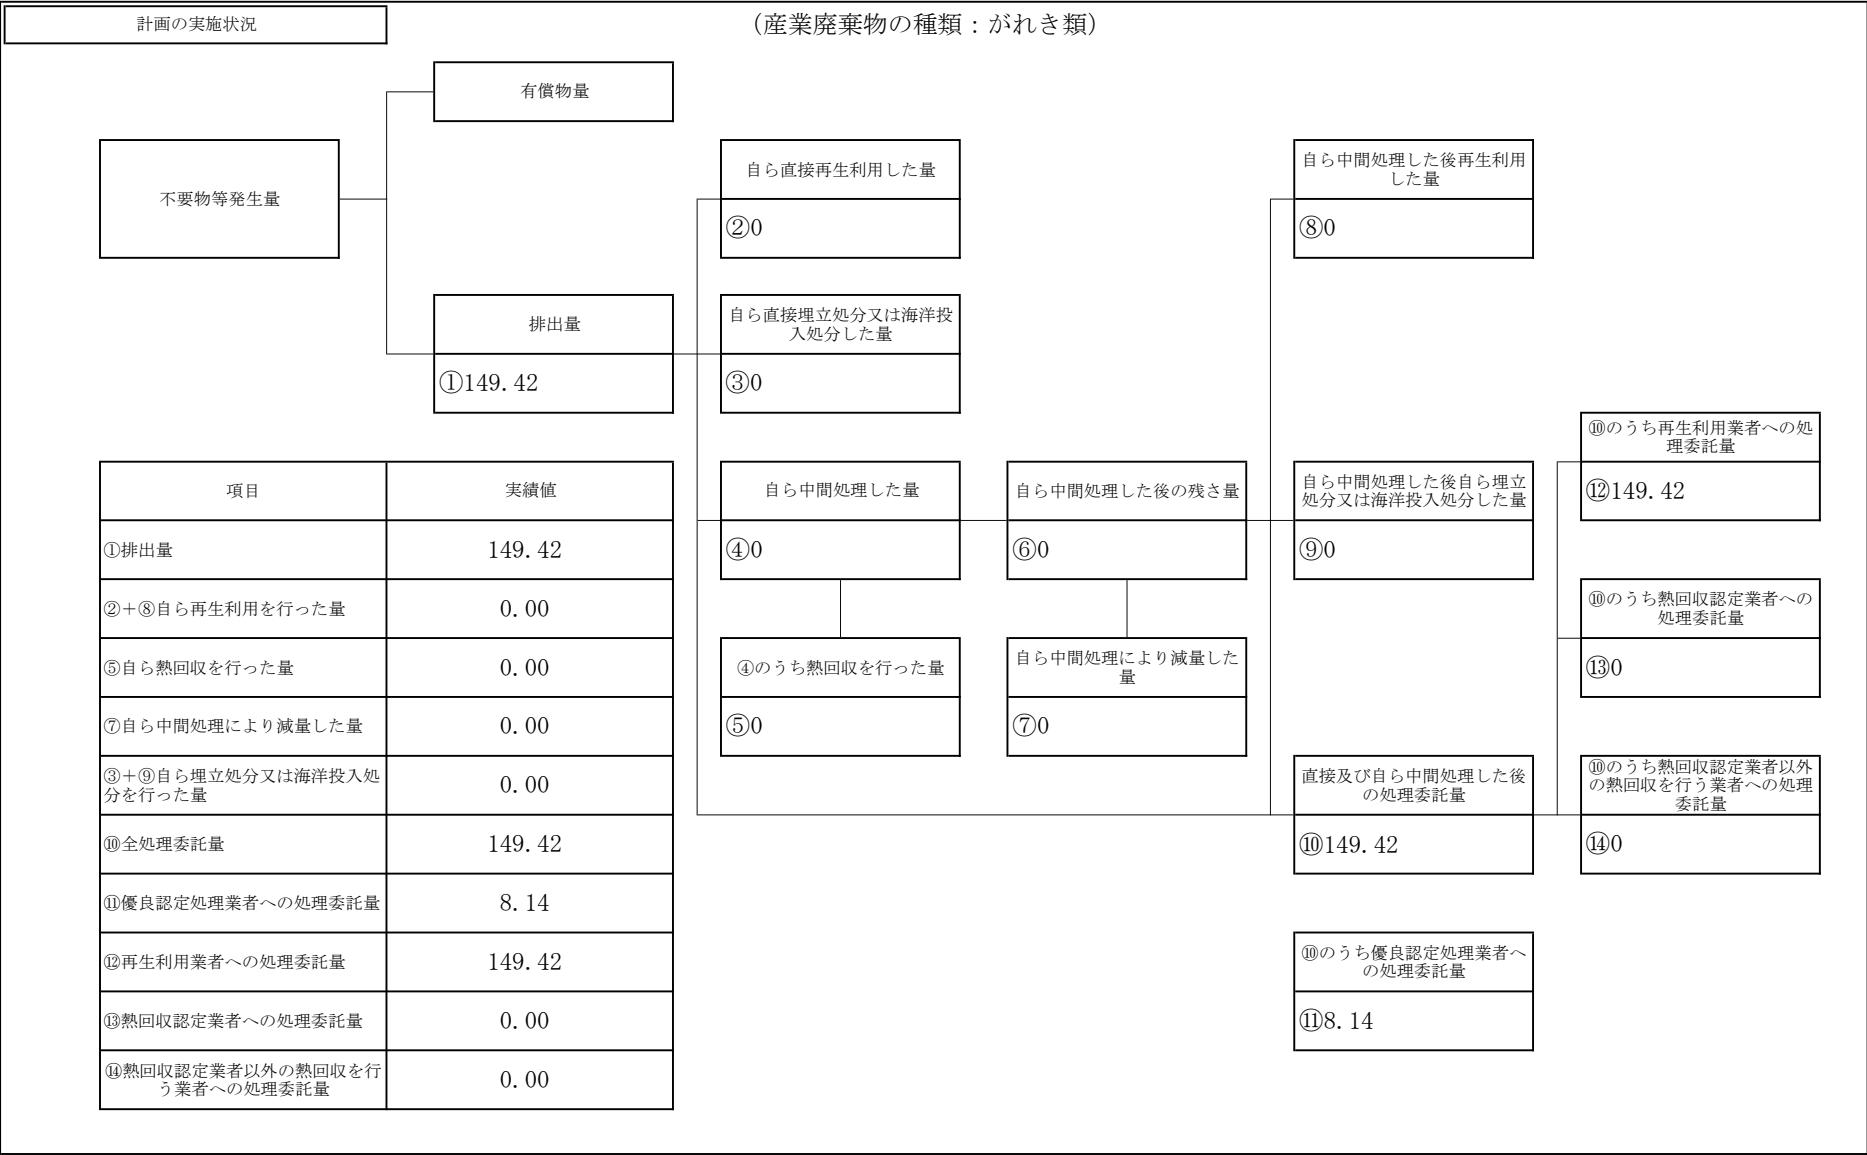 計画の実施状況
（産業廃棄物の種類：がれき類）
有償物量
不要物等発生量
排出量
①149.42
自ら直接再生利用した量
②0
自ら直接埋立処分又は海洋投
入処分した量
③0
自ら中間処理した量
④0
④のうち熱回収を行った量
⑤0
自ら中間処理した後の残さ量
⑥0
自ら中間処理により減量した
量
⑦0
自ら中間処理した後再生利用
した量
⑧0
自ら中間処理した後自ら埋立
処分又は海洋投入処分した量
⑨0
直接及び自ら中間処理した後
の処理委託量
⑩149.42
⑩のうち優良認定処理業者へ
の処理委託量
⑪8.14
⑩のうち再生利用業者への処
理委託量
⑫149.42
⑩のうち熱回収認定業者への
処理委託量
⑬0
⑩のうち熱回収認定業者以外
の熱回収を行う業者への処理
委託量
⑭0
項目 実績値
①排出量 149.42
②＋⑧自ら再生利用を行った量 0.00
⑤自ら熱回収を行った量 0.00
⑦自ら中間処理により減量した量 0.00
③＋⑨自ら埋立処分又は海洋投入処
分を行った量 0.00
⑩全処理委託量 149.42
⑪優良認定処理業者への処理委託量 8.14
⑫再生利用業者への処理委託量 149.42
⑬熱回収認定業者への処理委託量 0.00
⑭熱回収認定業者以外の熱回収を行
う業者への処理委託量 0.00